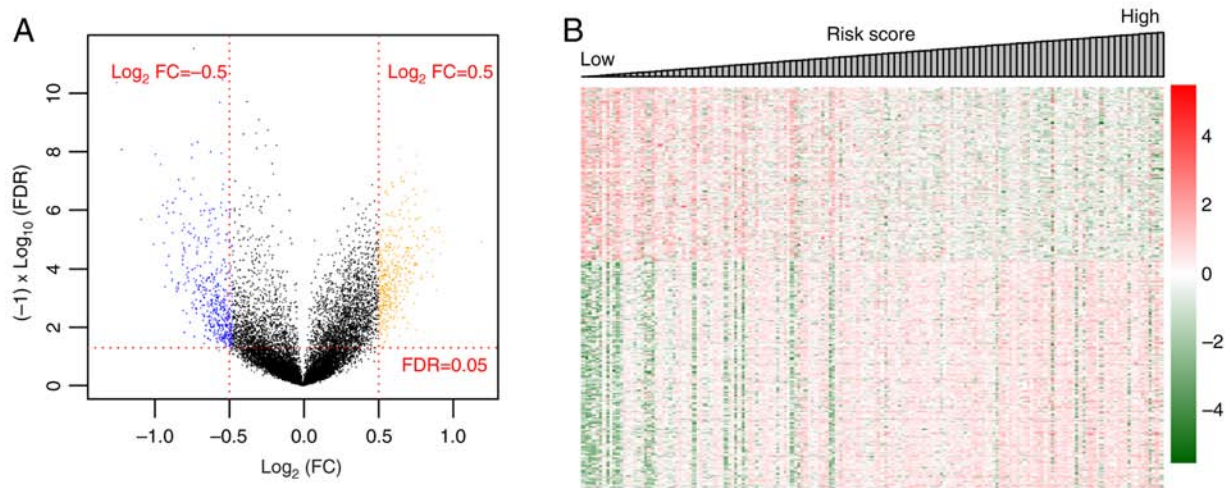 A
Log₂ FC=−0.5
Log₂ FC=0.5
FDR=0.05
(−1) x Log₁₀ (FDR)
10
8
6
4
2
0
−1.0 −0.5 0.0 0.5 1.0
Log₂ (FC)
B
Low
Risk score
High
4
2
0
−2
−4